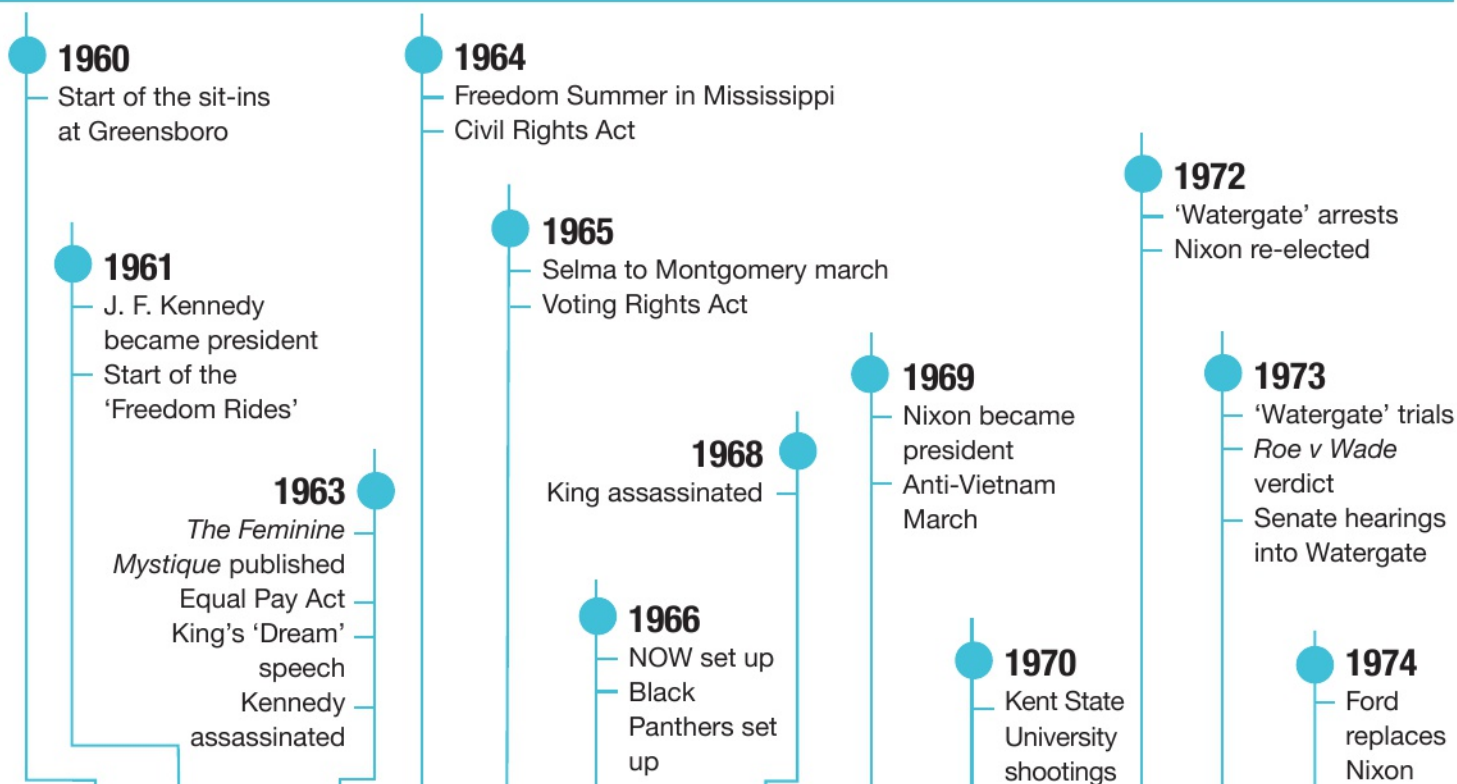 1960
Start of the sit-ins
at Greensboro
1961
J. F. Kennedy
became president
Start of the
‘Freedom Rides’
1963
The Feminine
Mystique published
Equal Pay Act
King’s ‘Dream’
speech
Kennedy
assassinated
1964
Freedom Summer in Mississippi
Civil Rights Act
1965
Selma to Montgomery march
Voting Rights Act
1966
NOW set up
Black
Panthers set
up
1968
King assassinated
1969
Nixon became
president
Anti-Vietnam
March
1970
Kent State
University
shootings
1972
‘Watergate’ arrests
Nixon re-elected
1973
‘Watergate’ trials
Roe v Wade
verdict
Senate hearings
into Watergate
1974
Ford
replaces
Nixon